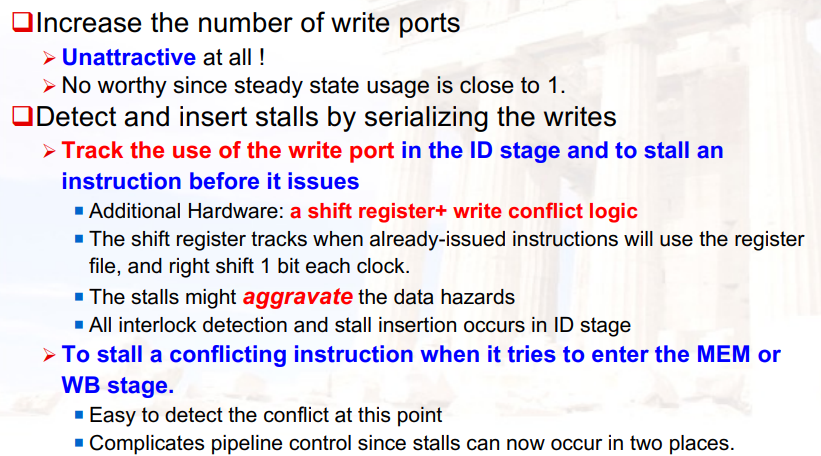 Increase the number of write ports
Unattractive at all !
No worthy since steady state usage is close to 1.
Detect and insert stalls by serializing the writes
Track the use of the write port in the ID stage and to stall an
instruction before it issues
Additional Hardware: a shift register+ write conflict logic
The shift register tracks when already-issued instructions will use the register
file, and right shift 1 bit each clock.
The stalls might aggravate the data hazards
All interlock detection and stall insertion occurs in ID stage
To stall a conflicting instruction when it tries to enter the MEM or
WB stage.
Easy to detect the conflict at this point
Complicates pipeline control since stalls can now occur in two places.